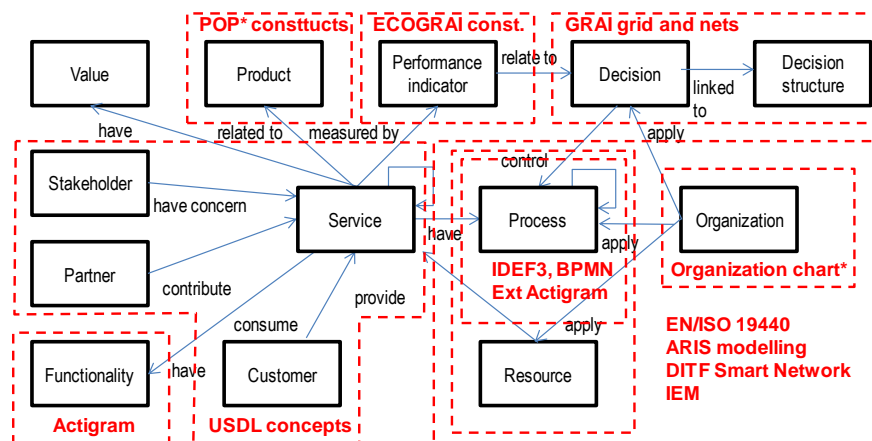 POP* consttucts
ECOGRAI const.
GRAI grid and nets
Value
Product
Performance
indicator
relate to
Decision
linked
to
Decision
structure
have
related to
measured by
apply
control
Stakeholder
have concern
Service
have
Process
apply
Organization
Partner
contribute
IDEF3, BPMN
Ext Actigram
Organization chart*
provide
consume
apply
EN/ISO 19440
ARIS modelling
DITF Smart Network
IEM
Functionality
have
Customer
Resource
Actigram
USDL concepts